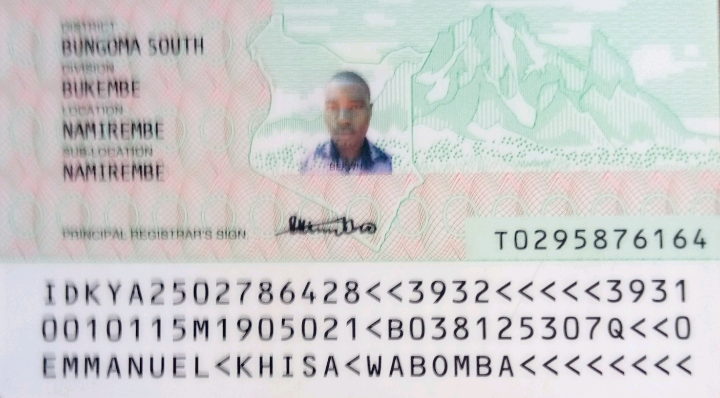 DISTRICT
BUNGOMA SOUTH
DIVISION
BUKEMBE
LOCATION
NAMIREMBE
SUB-LOCATION
NAMIREMBE
PRINCIPAL REGISTRAR'S SIGN.
T0295876164
IDKYA2502786428<<3932<<<<<3931
0010115M1905021<B038125307Q<<0
EMMANUEL<KHISA<WABOMBA<<<<<<<<